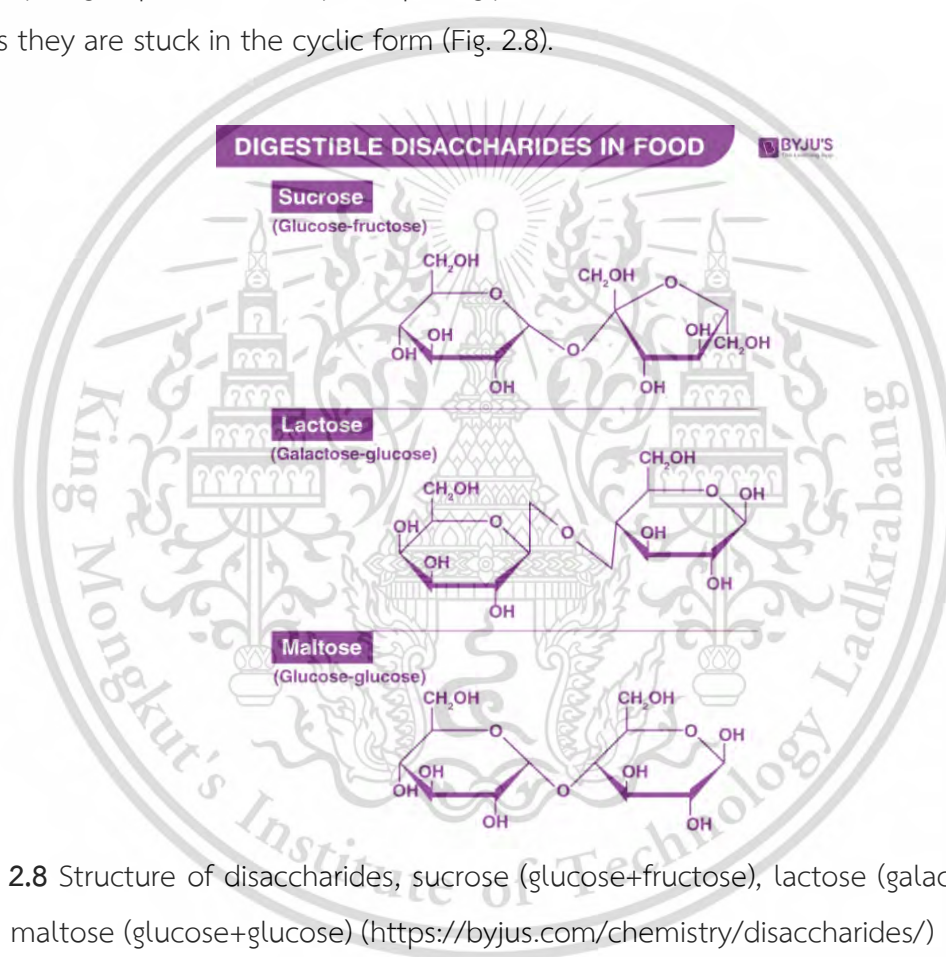 s they are stuck in the cyclic form (Fig. 2.8).
DIGESTIBLE DISACCHARIDES IN FOOD
BYJU'S
The Learning App
Sucrose
(Glucose-fructose)
CH₂OH
O
OH
OH
OH
O
CH₂OH
O
OH
CH₂OH
OH
Lactose
(Galactose-glucose)
CH₂OH
O
OH
OH
OH
O
CH₂OH
O
OH
OH
OH
Maltose
(Glucose-glucose)
CH₂OH
O
OH
OH
OH
O
CH₂OH
O
OH
OH
OH
King Mongkut's Institute of Technology Ladkrabang
2.8 Structure of disaccharides, sucrose (glucose+fructose), lactose (galac
maltose (glucose+glucose) (https://byjus.com/chemistry/disaccharides/)